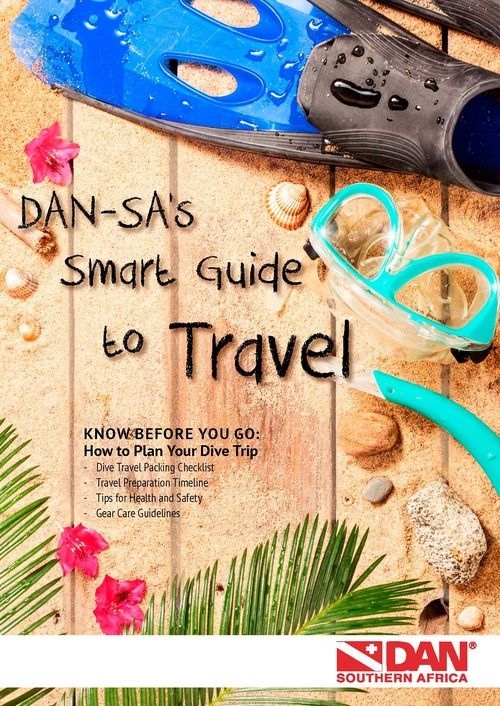 DAN-SA's
Smart Guide
to Travel
KNOW BEFORE YOU GO:
How to Plan Your Dive Trip
- Dive Travel Packing Checklist
- Travel Preparation Timeline
- Tips for Health and Safety
- Gear Care Guidelines
DAN®
SOUTHERN AFRICA